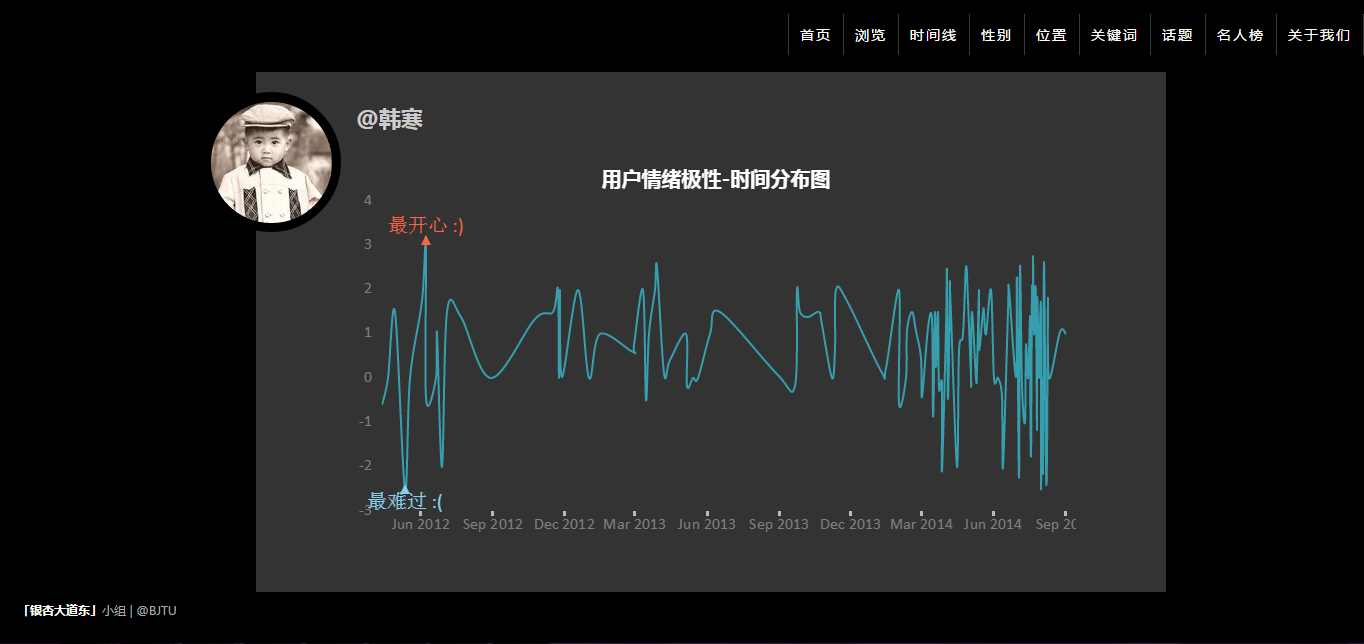 首页 浏览 时间线 性别 位置 关键词 话题 名人榜 关于我们
@韩寒
用户情绪极性-时间分布图
4
最开心 :)
3
2
1
0
-1
-2
最难过 :(
-3
Jun 2012 Sep 2012 Dec 2012 Mar 2013 Jun 2013 Sep 2013 Dec 2013 Mar 2014 Jun 2014 Sep 20
「银杏大道东」小组 | @BJTU